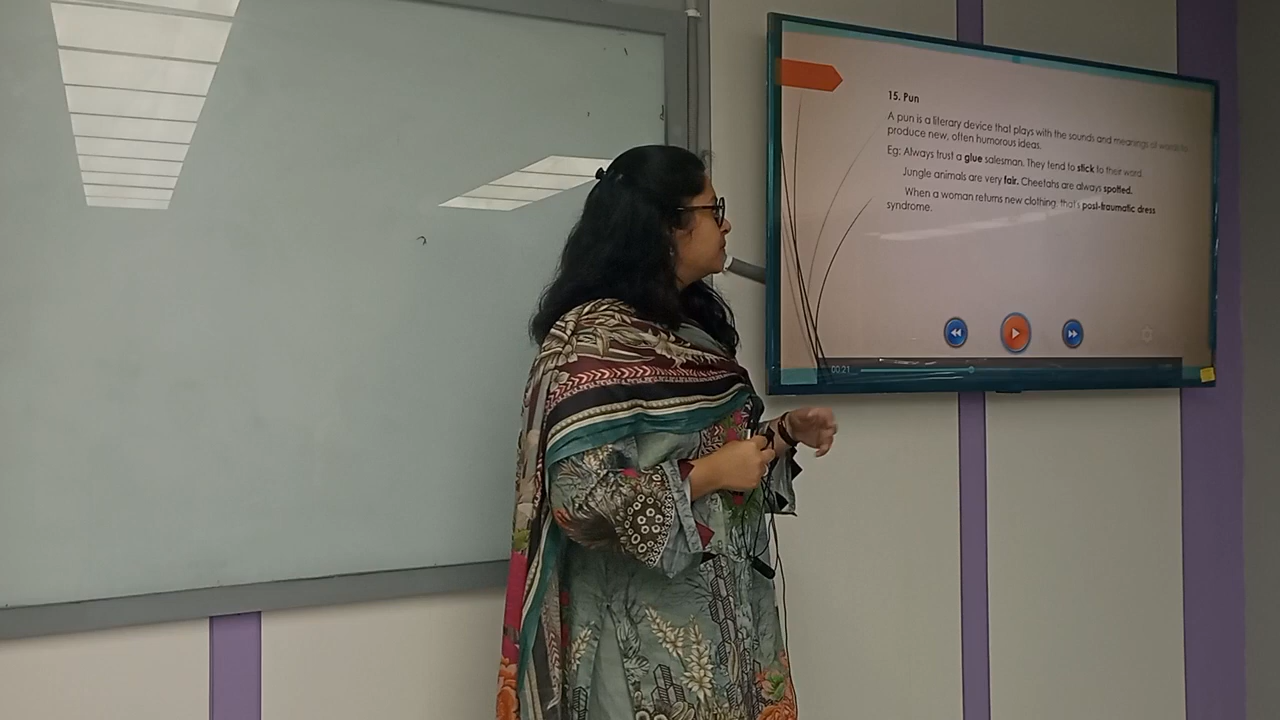 15. Pun
A pun is a literary device that plays with the sounds and meanings of words to
produce new, often humorous ideas.
Eg: Always trust a glue salesman. They tend to stick to their word.
Jungle animals are very fair. Cheetahs are always spotted.
When a woman returns new clothing, that's post-traumatic dress
syndrome.
00:21